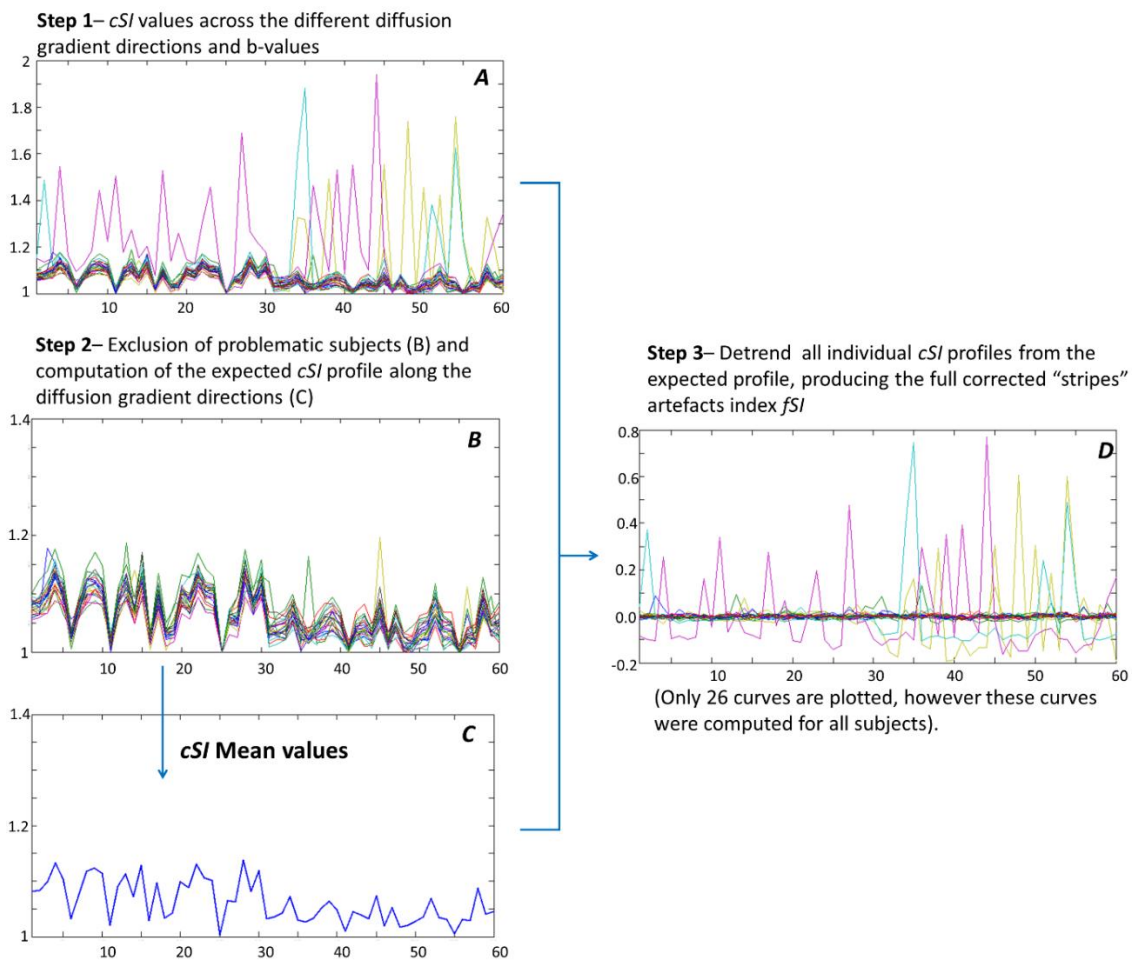 Step 1– cSI values across the different diffusion
gradient directions and b-values
A
2
1.8
1.6
1.4
1.2
1
10 20 30 40 50 60
Step 2– Exclusion of problematic subjects (B) and
computation of the expected cSI profile along the
diffusion gradient directions (C)
B
1.4
1.2
1
10 20 30 40 50 60
C
cSI Mean values
1.4
1.2
1
10 20 30 40 50 60
Step 3– Detrend all individual cSI profiles from the
expected profile, producing the full corrected “stripes”
artefacts index fSI
D
0.8
0.6
0.4
0.2
0.0
-0.2
10 20 30 40 50 60
(Only 26 curves are plotted, however these curves
were computed for all subjects).